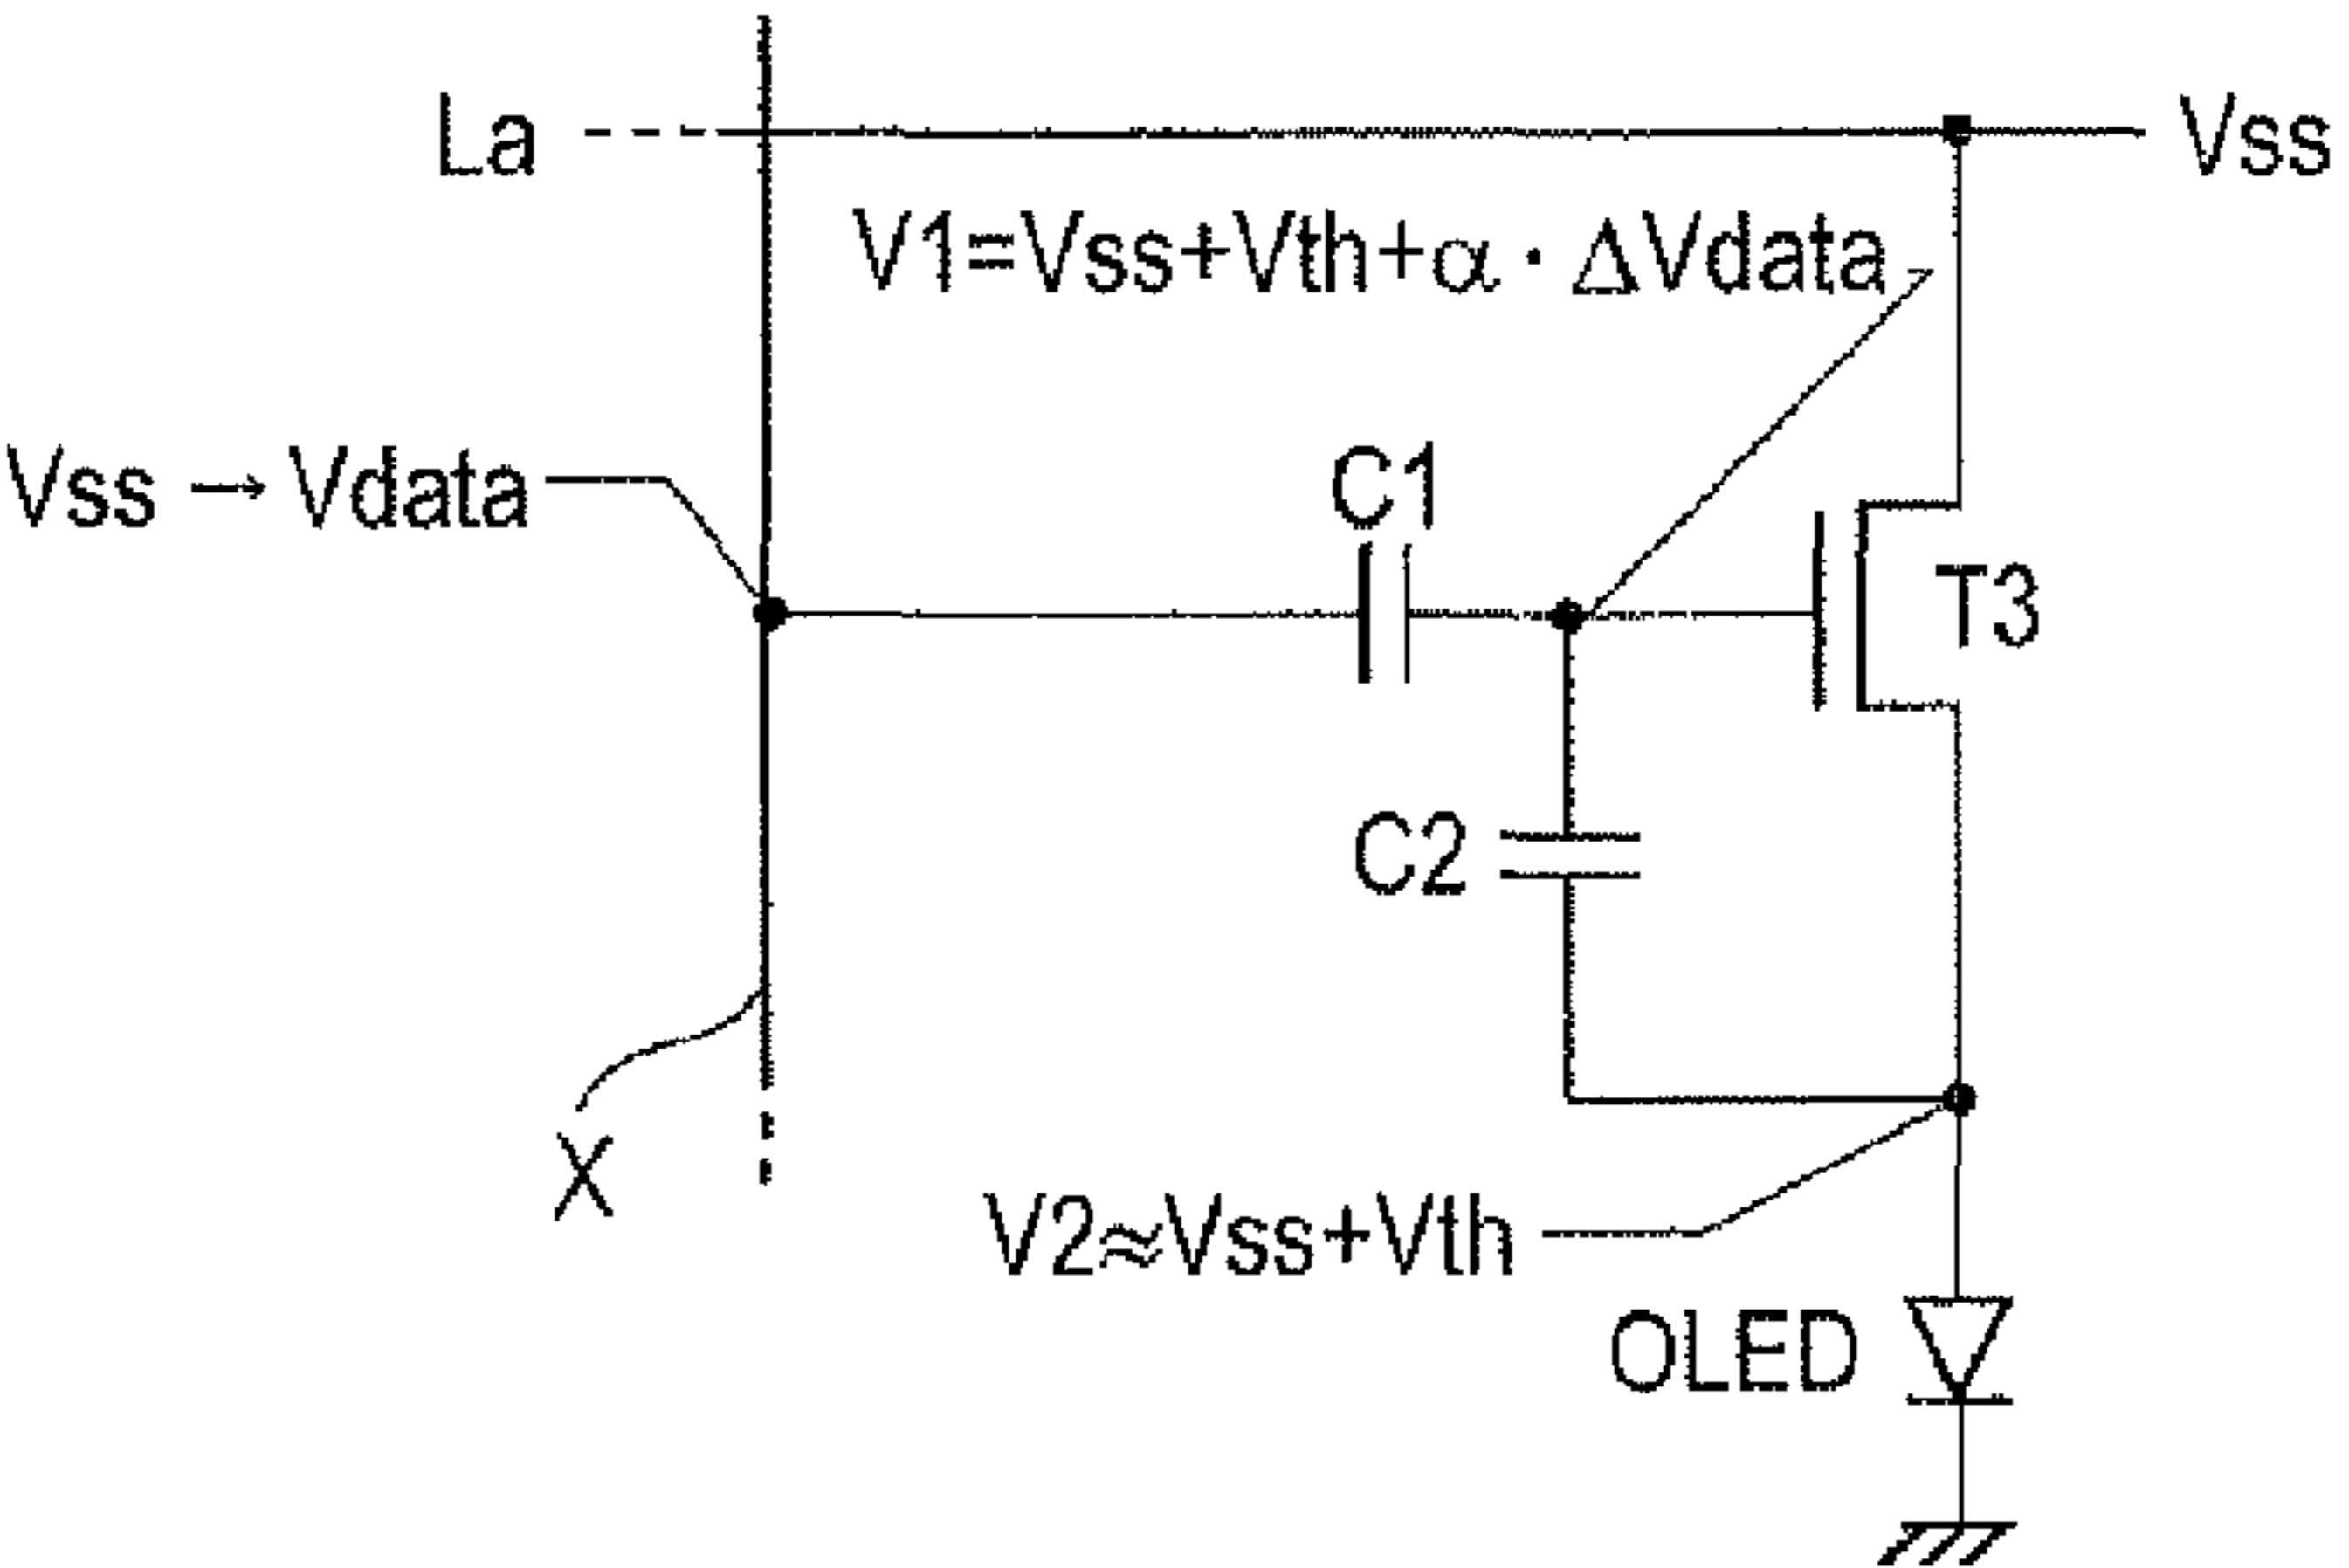 La
Vss
V1=Vss+Vth+α · ΔVdata
Vss → Vdata
C1
T3
C2
X
V2≈Vss+Vth
OLED